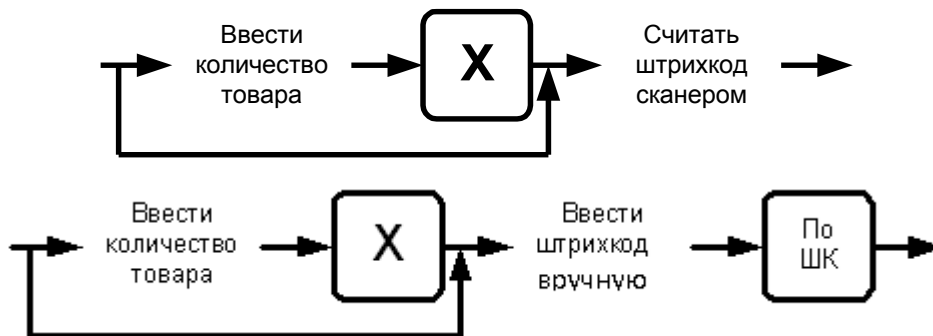 Ввести
количество
товара
X
Считать
штрихкод
сканером
Ввести
количество
товара
X
Ввести
штрихкод
вручную
По
ШК